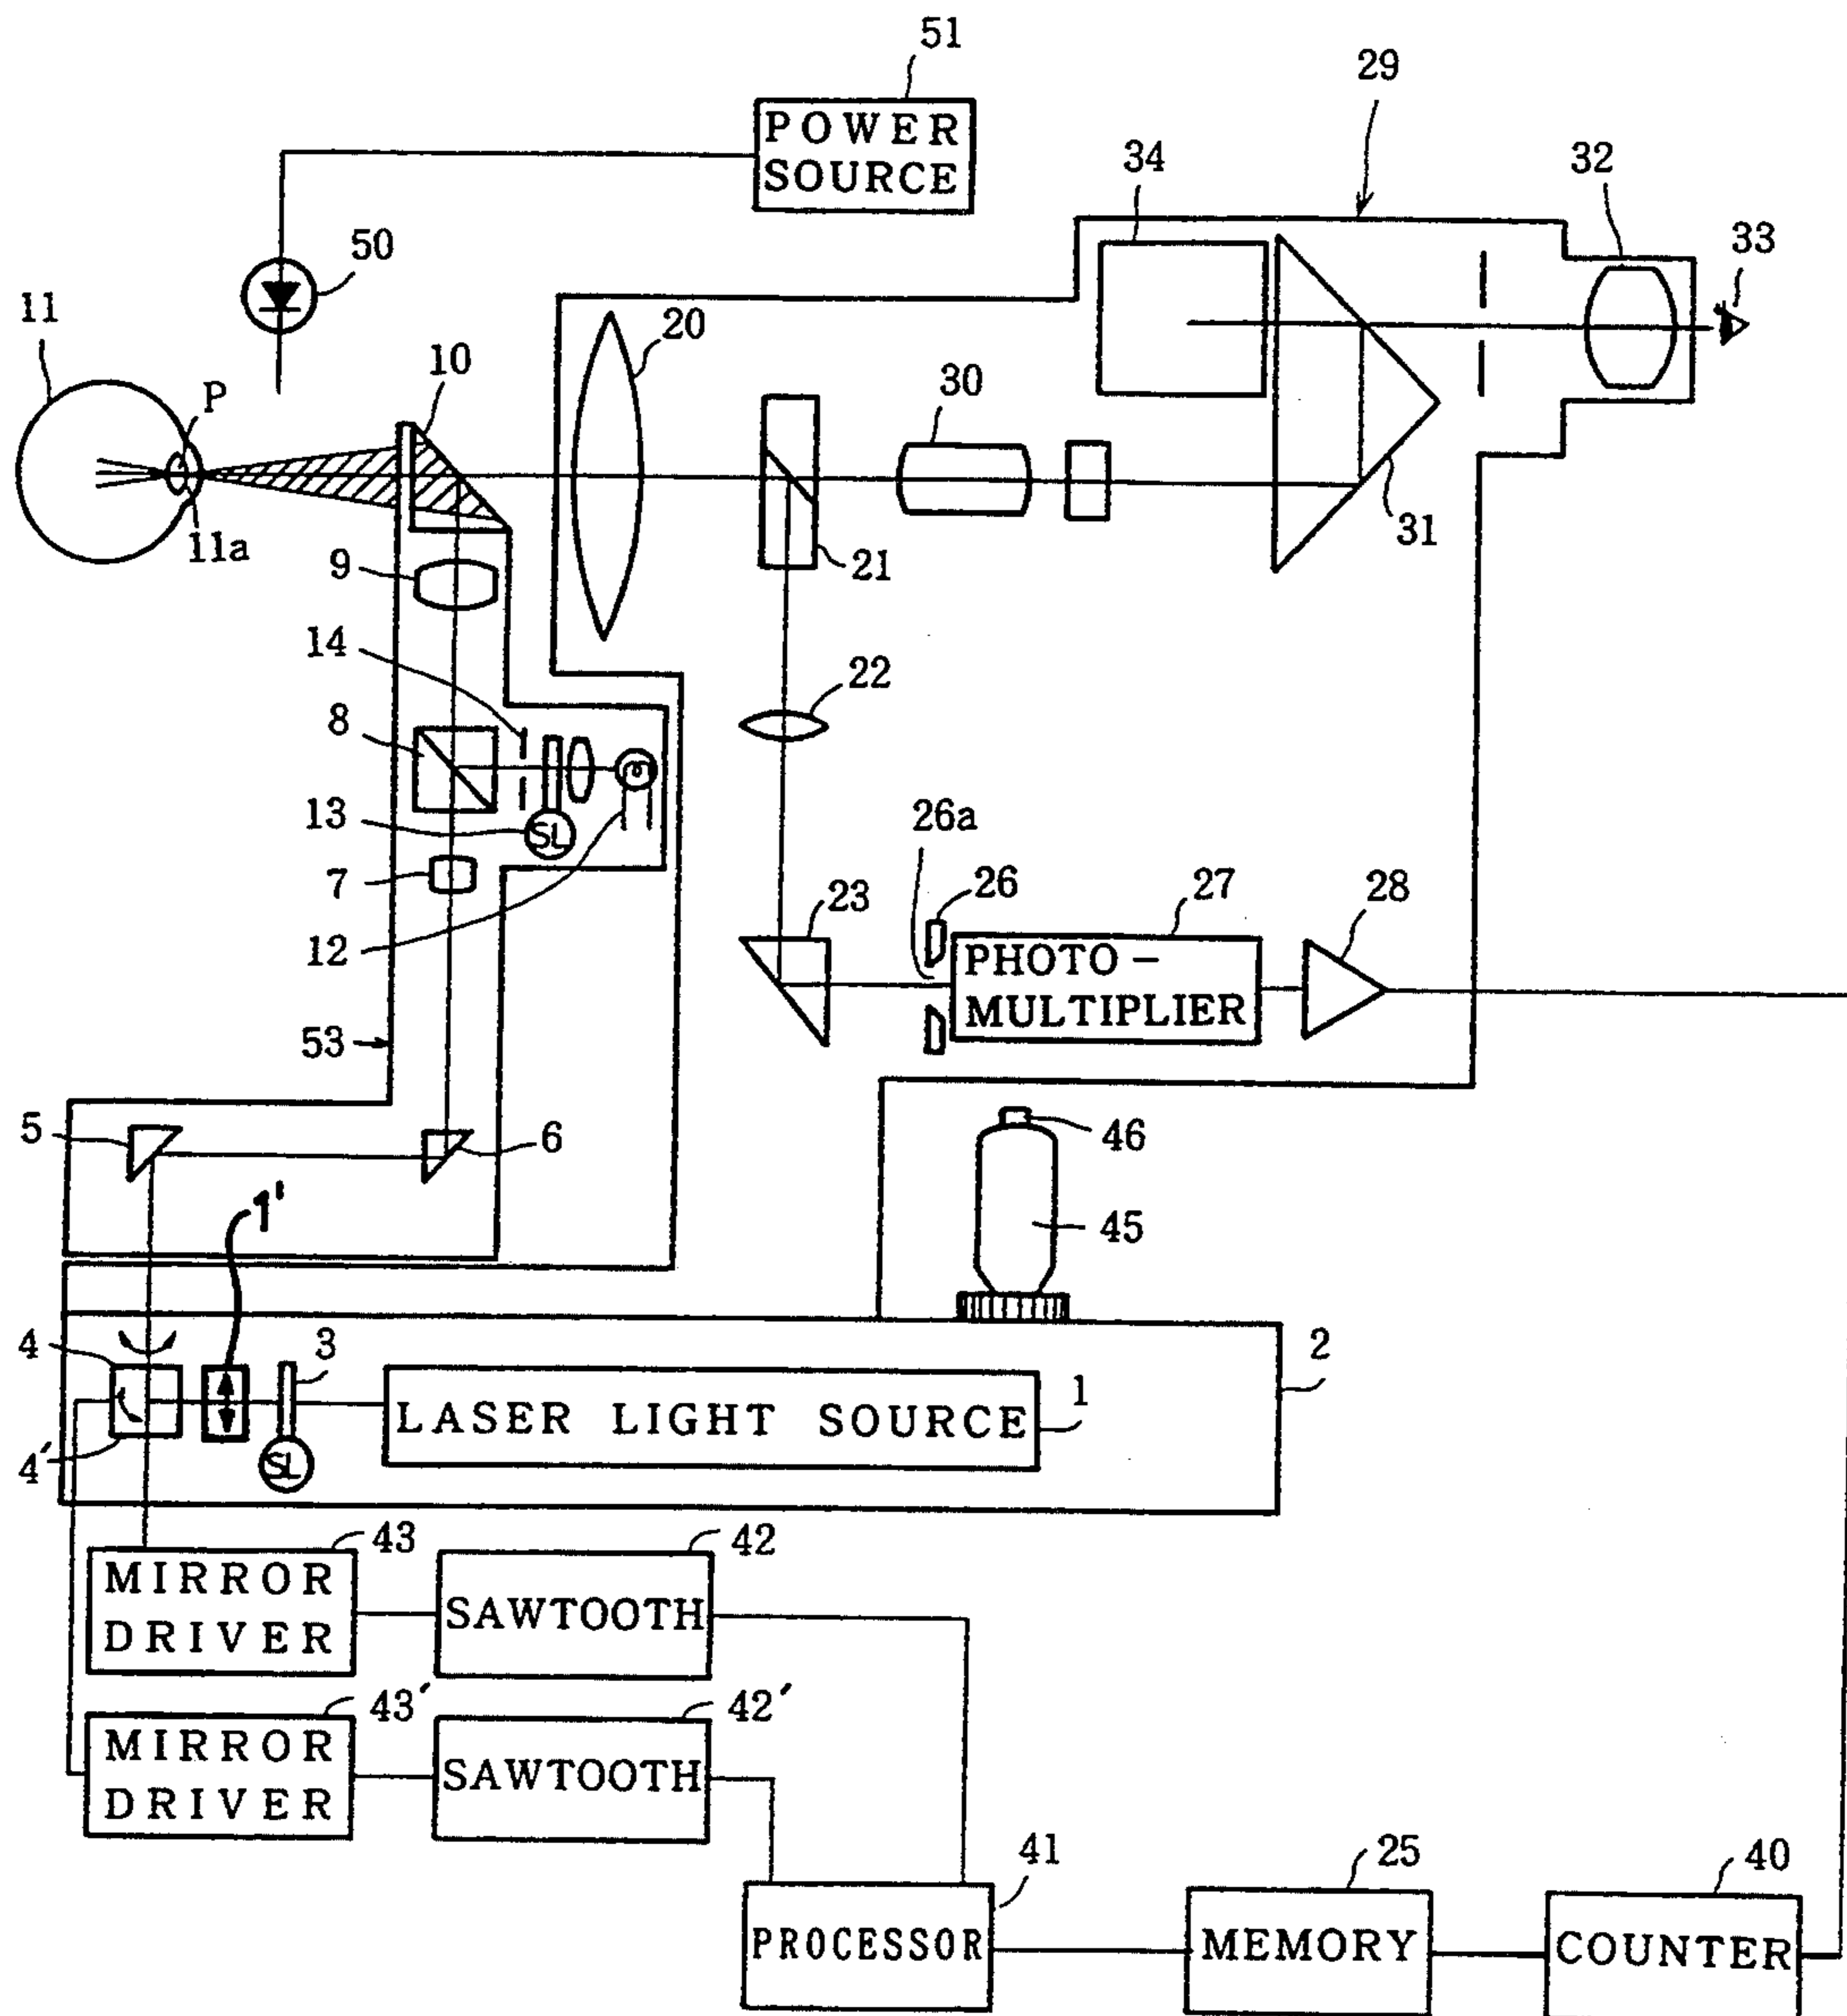 51
POWER
SOURCE
29
34
32
33
50
11
P
10
20
30
31
11a
9
21
14
22
8
13
SL
26a
7
26
27
28
23
12
PHOTO-
MULTIPLIER
53
5
6
46
1'
45
4
3
2
1
LASER LIGHT SOURCE
4'
SL
43
42
MIRROR
DRIVER
SAWTOOTH
43'
42'
MIRROR
DRIVER
SAWTOOTH
41
25
40
PROCESSOR
MEMORY
COUNTER